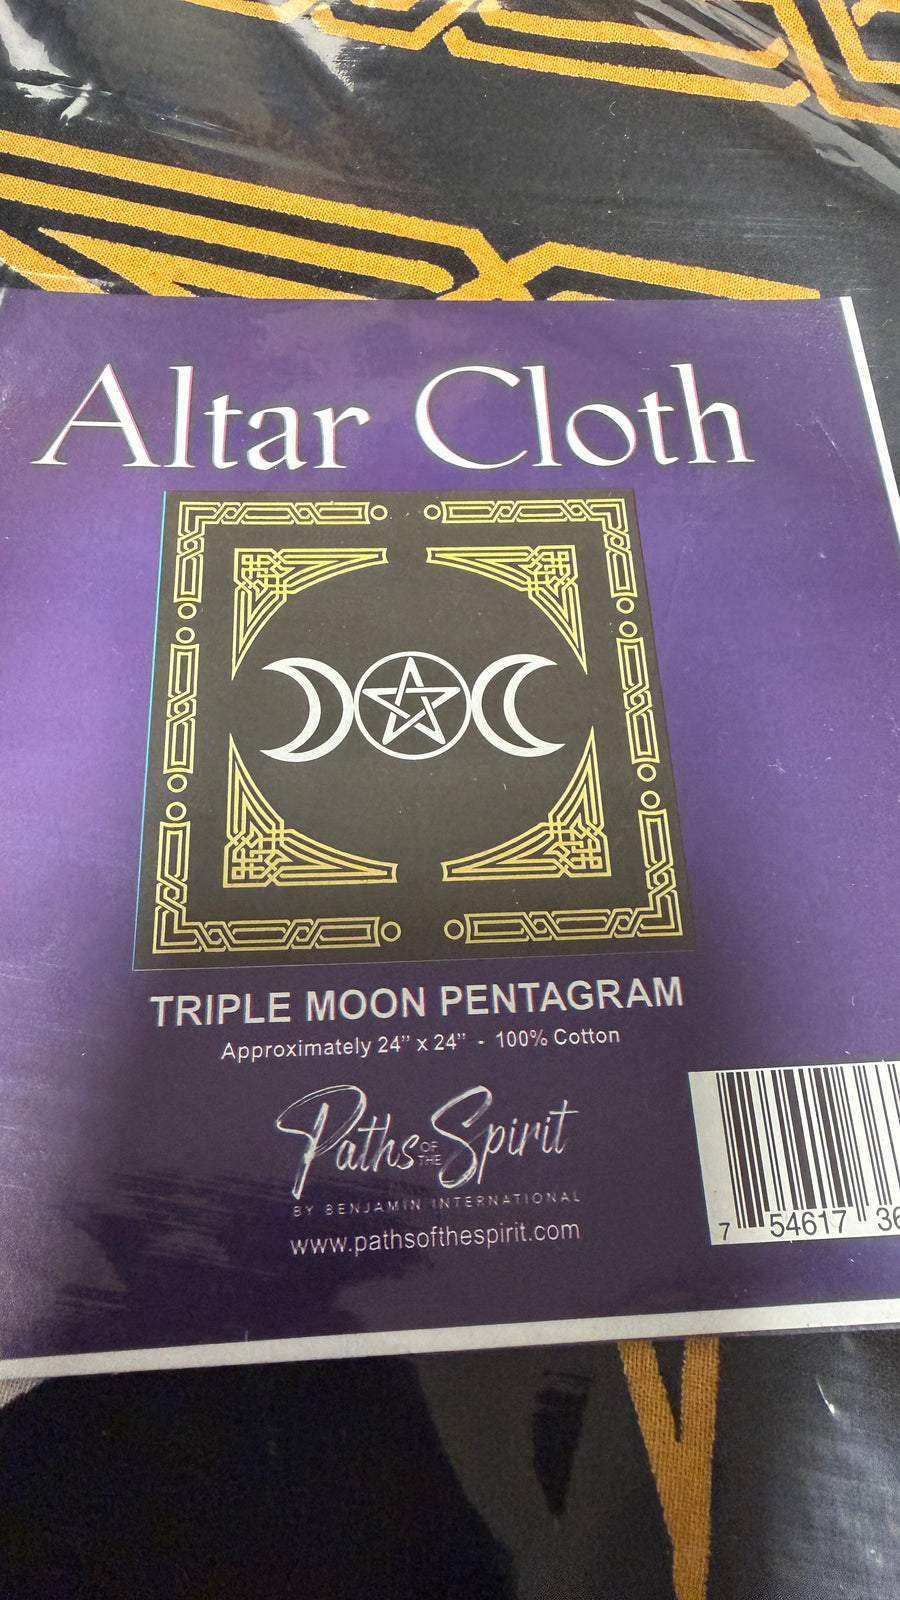 Altar Cloth
TRIPLE MOON PENTAGRAM
Approximately 24" x 24" - 100% Cotton
Paths OF THE Spirit
BY BENJAMIN INTERNATIONAL
www.pathsofthespirit.com
7 54617 36